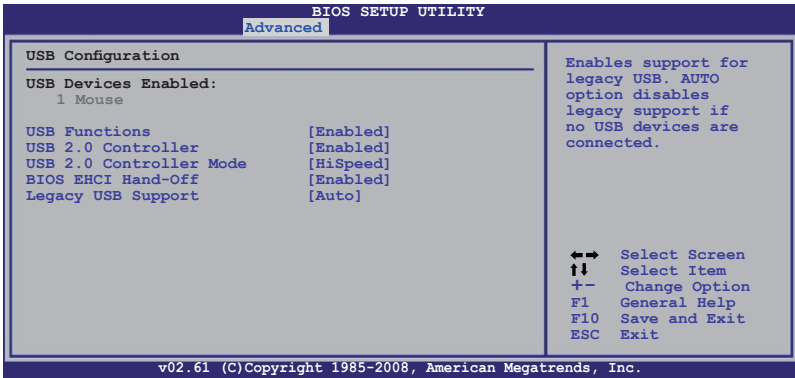 BIOS SETUP UTILITY
Advanced
USB Configuration
USB Devices Enabled:
1 Mouse
USB Functions [Enabled]
USB 2.0 Controller [Enabled]
USB 2.0 Controller Mode [HiSpeed]
BIOS EHCI Hand-Off [Enabled]
Legacy USB Support [Auto]
Enables support for
legacy USB. AUTO
option disables
legacy support if
no USB devices are
connected.
←→ Select Screen
↑↓ Select Item
+- Change Option
F1 General Help
F10 Save and Exit
ESC Exit
v02.61 (C)Copyright 1985-2008, American Megatrends, Inc.